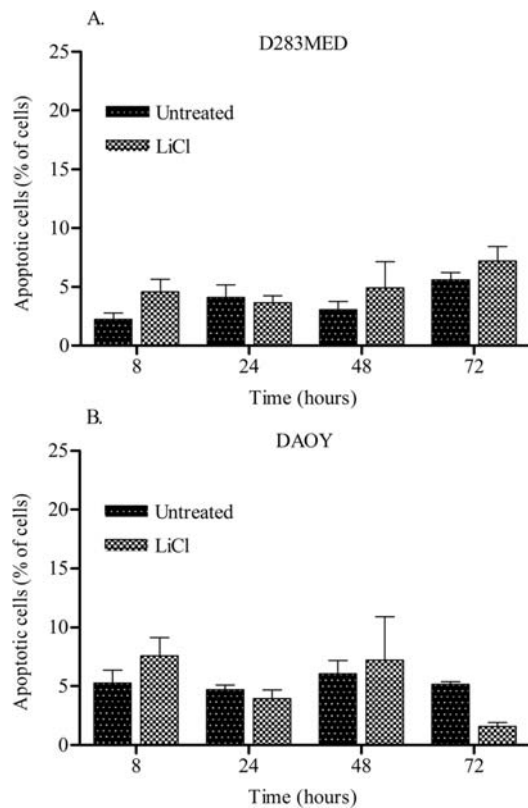 A.
D283MED
25
20
15
10
5
0
Apoptotic cells (% of cells)
Untreated
LiCl
8 24 48 72
Time (hours)
B.
DAOY
25
20
15
10
5
0
Apoptotic cells (% of cells)
Untreated
LiCl
8 24 48 72
Time (hours)